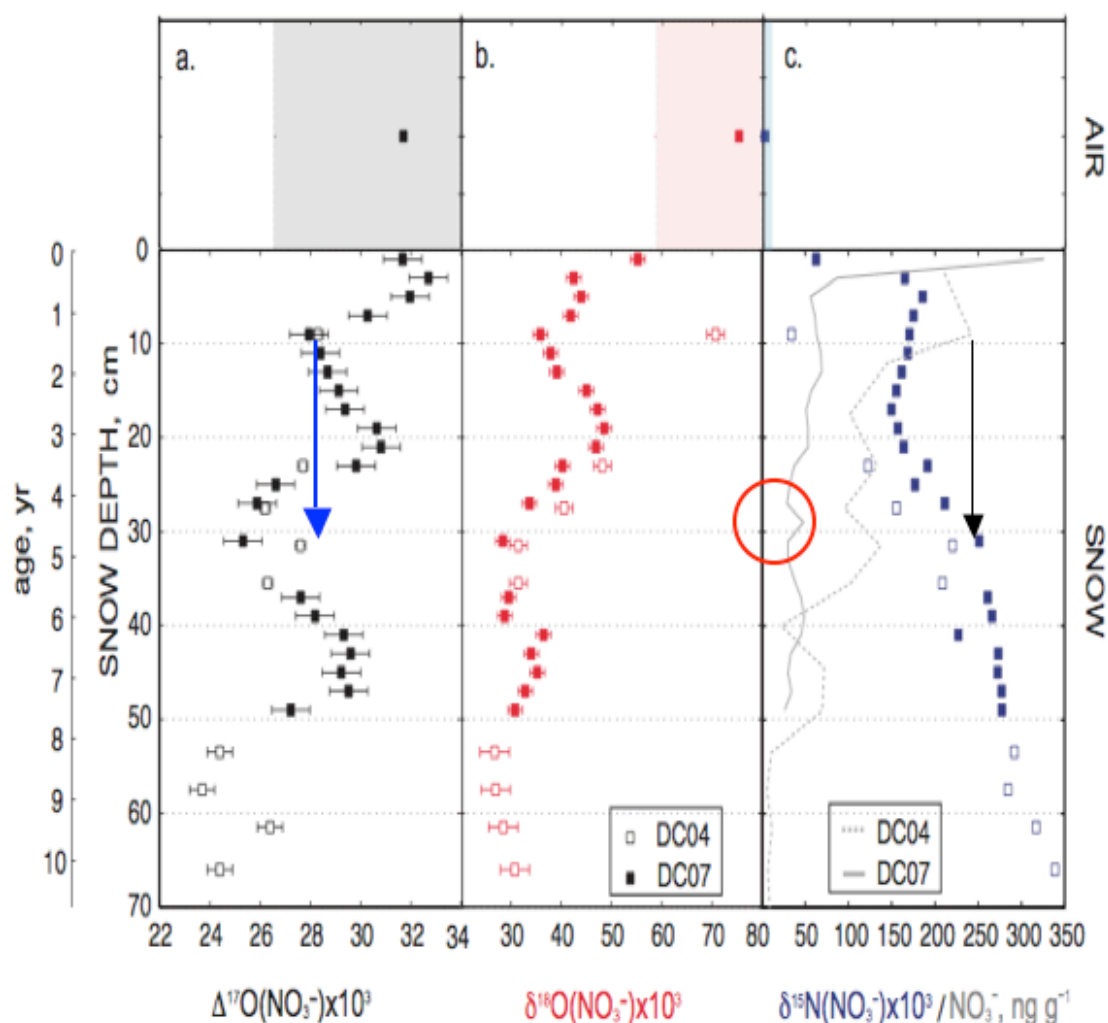 a.
b.
c.
AIR
SNOW
age, yr
0
1
2
3
4
5
6
7
8
9
10
SNOW DEPTH, cm
0
10
20
30
40
50
60
70
DC04
DC07
DC04
DC07
22 24 26 28 30 32 34
30 40 50 60 70 80
50 100 150 200 250 300 350
Δ¹⁷O(NO₃⁻)x10³
δ¹⁸O(NO₃⁻)x10³
δ¹⁵N(NO₃⁻)x10³ / NO₃⁻, ng g⁻¹